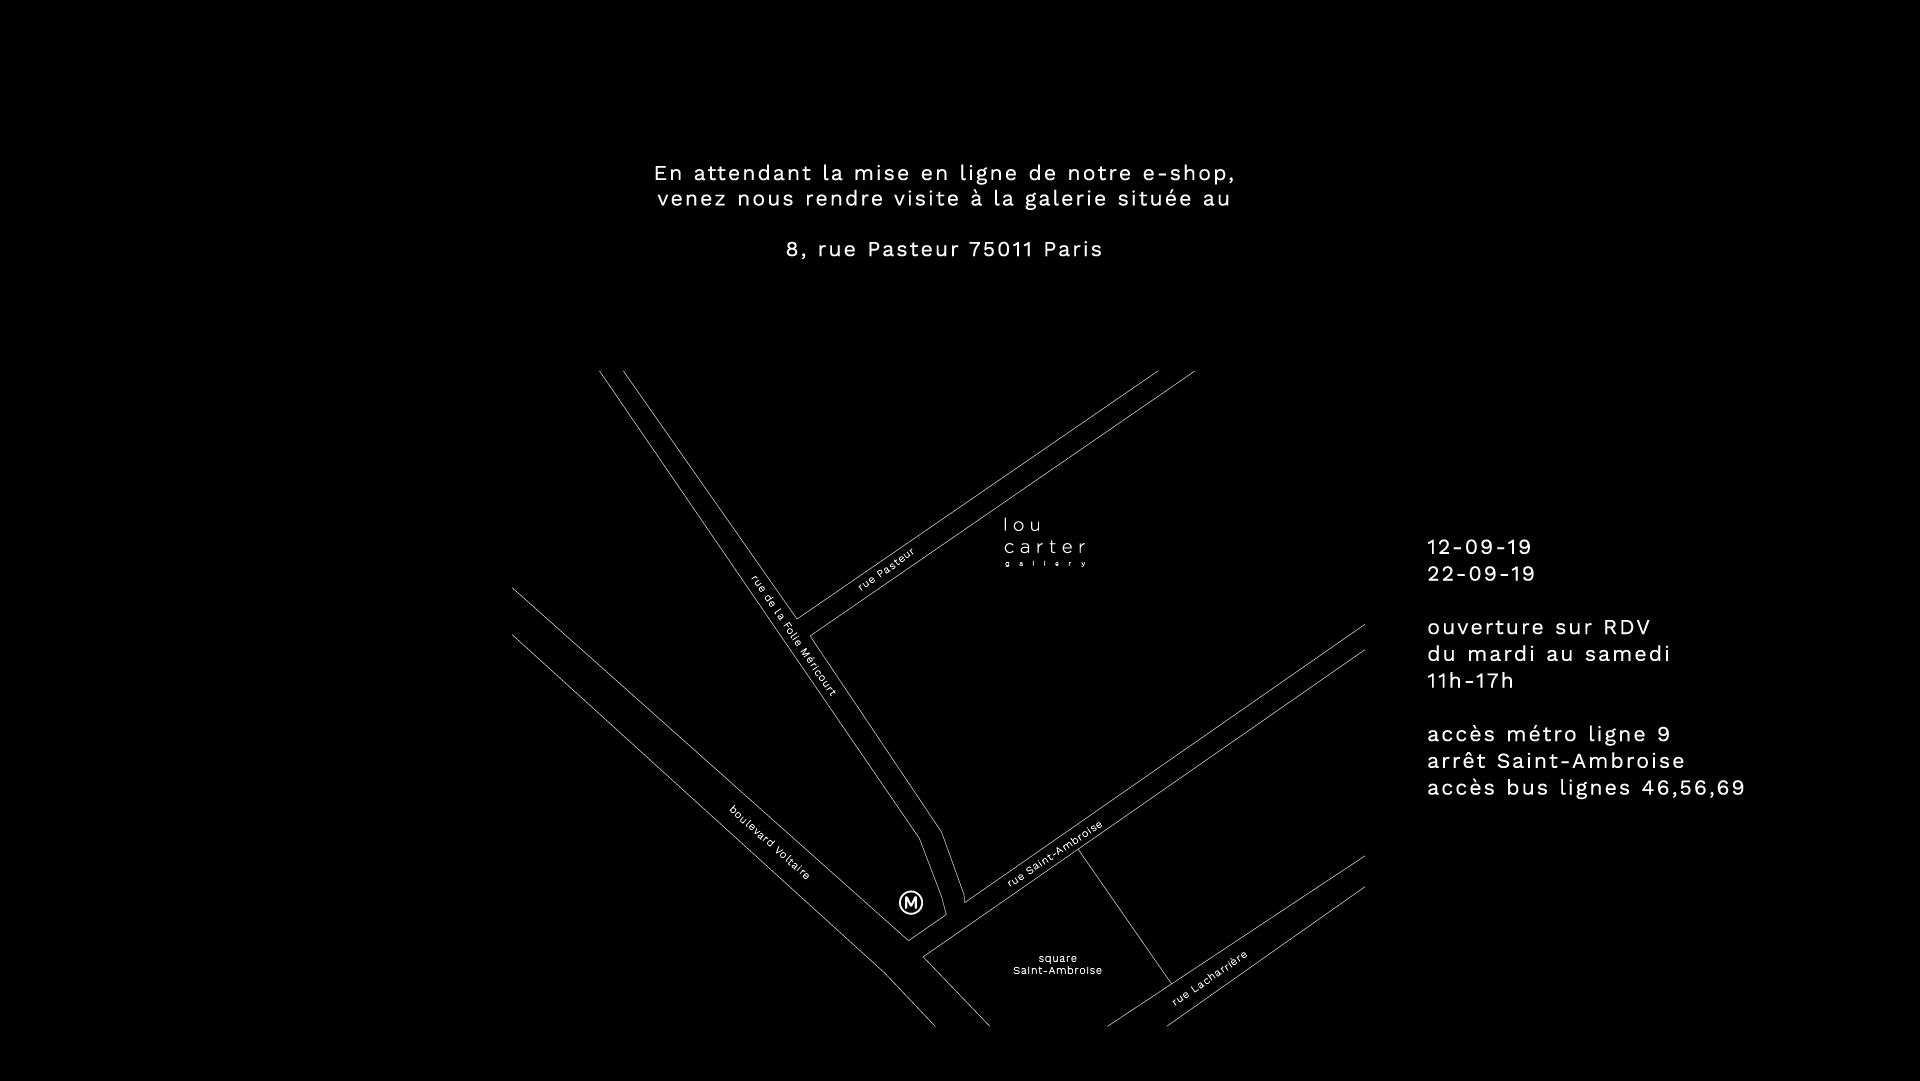 En attendant la mise en ligne de notre e-shop,
venez nous rendre visite à la galerie située au
8, rue Pasteur 75011 Paris
lou
carter
gallery
rue Pasteur
rue de la Folie Méricourt
12-09-19
22-09-19
ouverture sur RDV
du mardi au samedi
11h-17h
accès métro ligne 9
arrêt Saint-Ambroise
accès bus lignes 46,56,69
boulevard Voltaire
rue Saint-Ambroise
M
square
Saint-Ambroise
rue Lacharrière